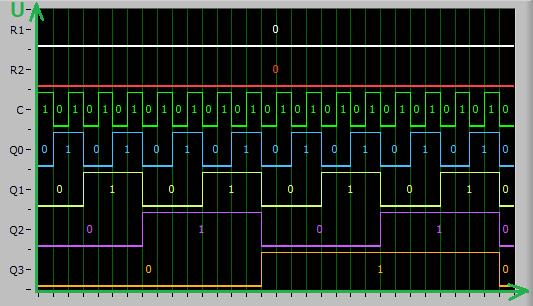 U
R1 0
R2 0
C 1 0 1 0 1 0 1 0 1 0 1 0 1 0 1 0 1 0 1 0 1 0 1 0 1 0 1 0 1 0 1 0
Q0 0 1 0 1 0 1 0 1 0 1 0 1 0 1 0 1 0
Q1 0 1 0 1 0 1 0 1 0
Q2 0 1 0 1 0
Q3 0 1 0